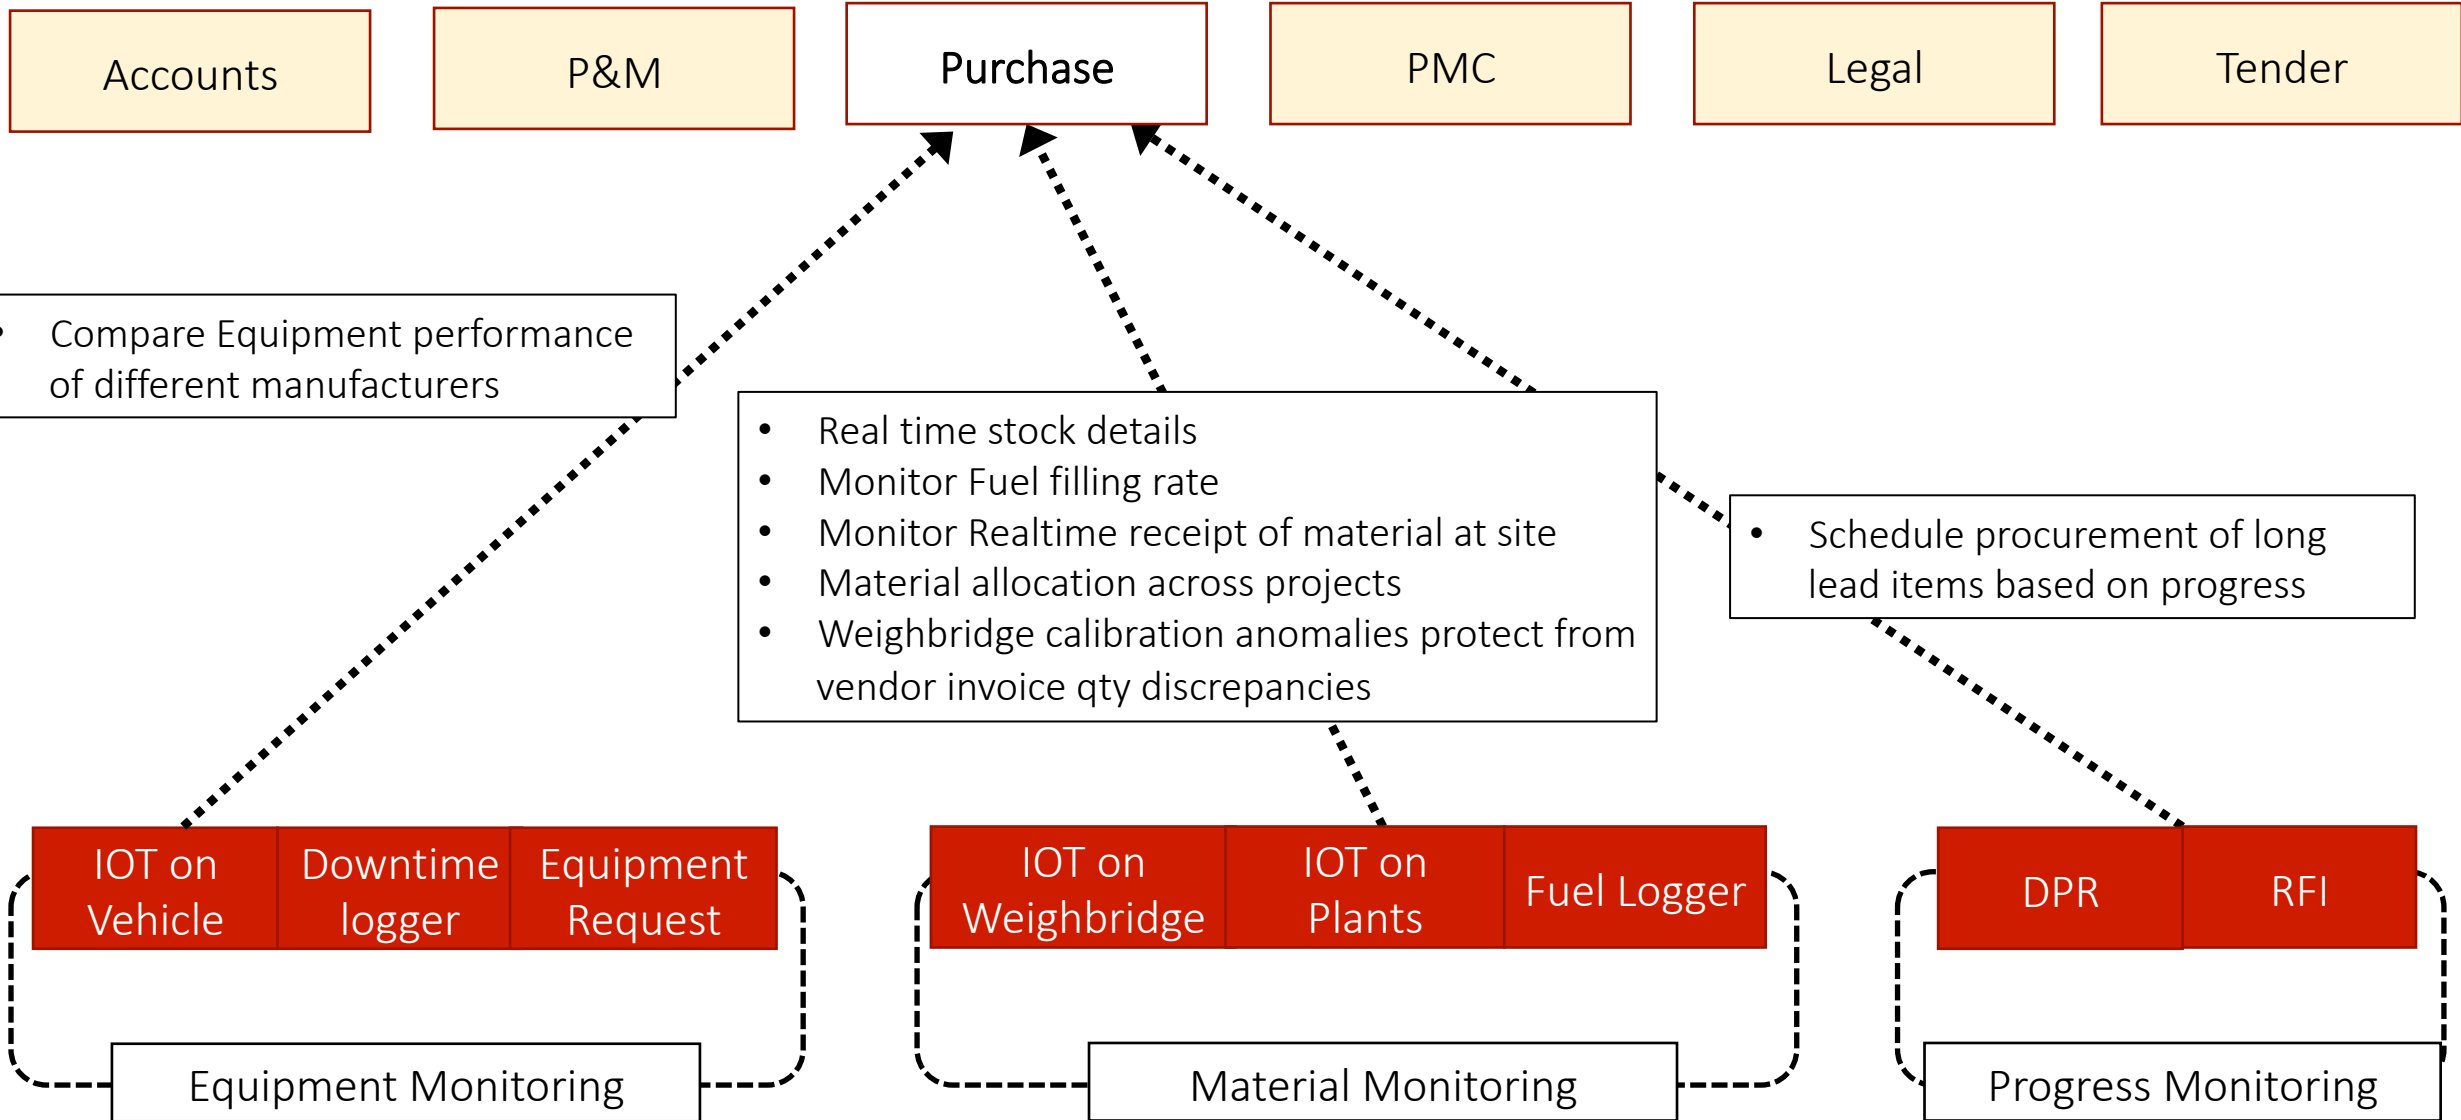 Accounts
P&M
Purchase
PMC
Legal
Tender
• Compare Equipment performance
of different manufacturers
• Real time stock details
• Monitor Fuel filling rate
• Monitor Realtime receipt of material at site
• Material allocation across projects
• Weighbridge calibration anomalies protect from
vendor invoice qty discrepancies
• Schedule procurement of long
lead items based on progress
IOT on
Vehicle
Downtime
logger
Equipment
Request
IOT on
Weighbridge
IOT on
Plants
Fuel Logger
DPR
RFI
Equipment Monitoring
Material Monitoring
Progress Monitoring